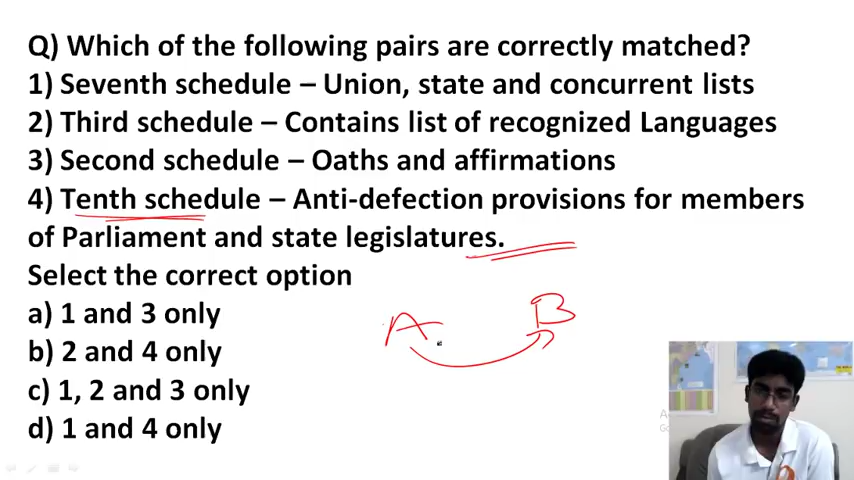 Q) Which of the following pairs are correctly matched?
1) Seventh schedule – Union, state and concurrent lists
2) Third schedule – Contains list of recognized Languages
3) Second schedule – Oaths and affirmations
4) Tenth schedule – Anti-defection provisions for members
of Parliament and state legislatures.
Select the correct option
a) 1 and 3 only
A B
b) 2 and 4 only
c) 1, 2 and 3 only
d) 1 and 4 only